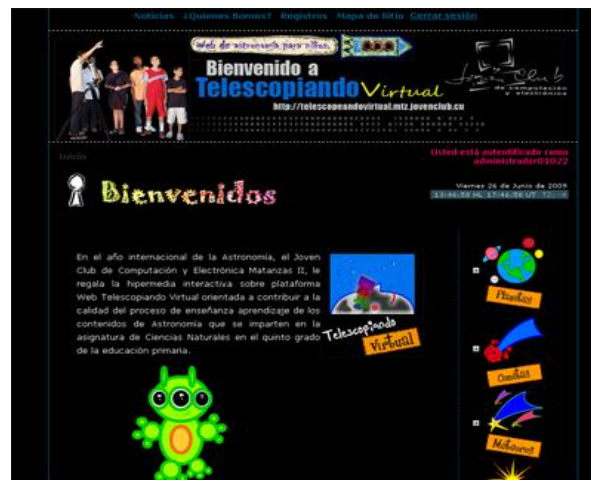 Noticias ¿Quienes Somos? Registros Mapa de Sitio Cerrar sesión
Web de astronomía para niños
Bienvenido a
Telescopiando Virtual
http://telescopeandovirtual.mtz.jovenclub.cu
Joven Club
de computación
y electrónica
Inicio
Usted está autentificado como
administrador01022
Bienvenidos
Viernes 26 de Junio de 2009
En el año internacional de la Astronomía, el Joven
Club de Computación y Electrónica Matanzas II, le
regala la hipermedia interactiva sobre plataforma
Web Telescopiando Virtual orientada a contribuir a la
calidad del proceso de enseñanza aprendizaje de los
contenidos de Astronomía que se imparten en la
asignatura de Ciencias Naturales en el quinto grado
de la educación primaria.
Telescopiando
Virtual
Planetas
Cometas
Meteoros